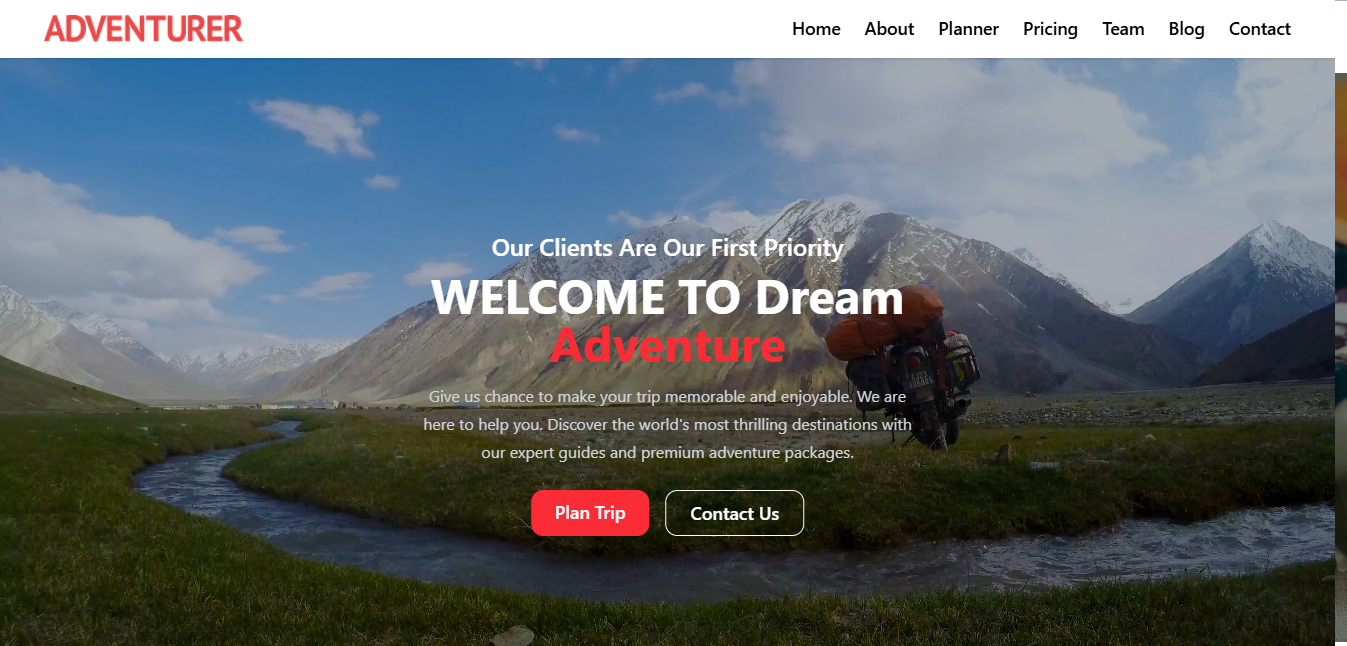 ADVENTURER
Home About Planner Pricing Team Blog Contact
Our Clients Are Our First Priority
WELCOME TO Dream
Adventure
Give us chance to make your trip memorable and enjoyable. We are
here to help you. Discover the world's most thrilling destinations with
our expert guides and premium adventure packages.
Plan Trip Contact Us